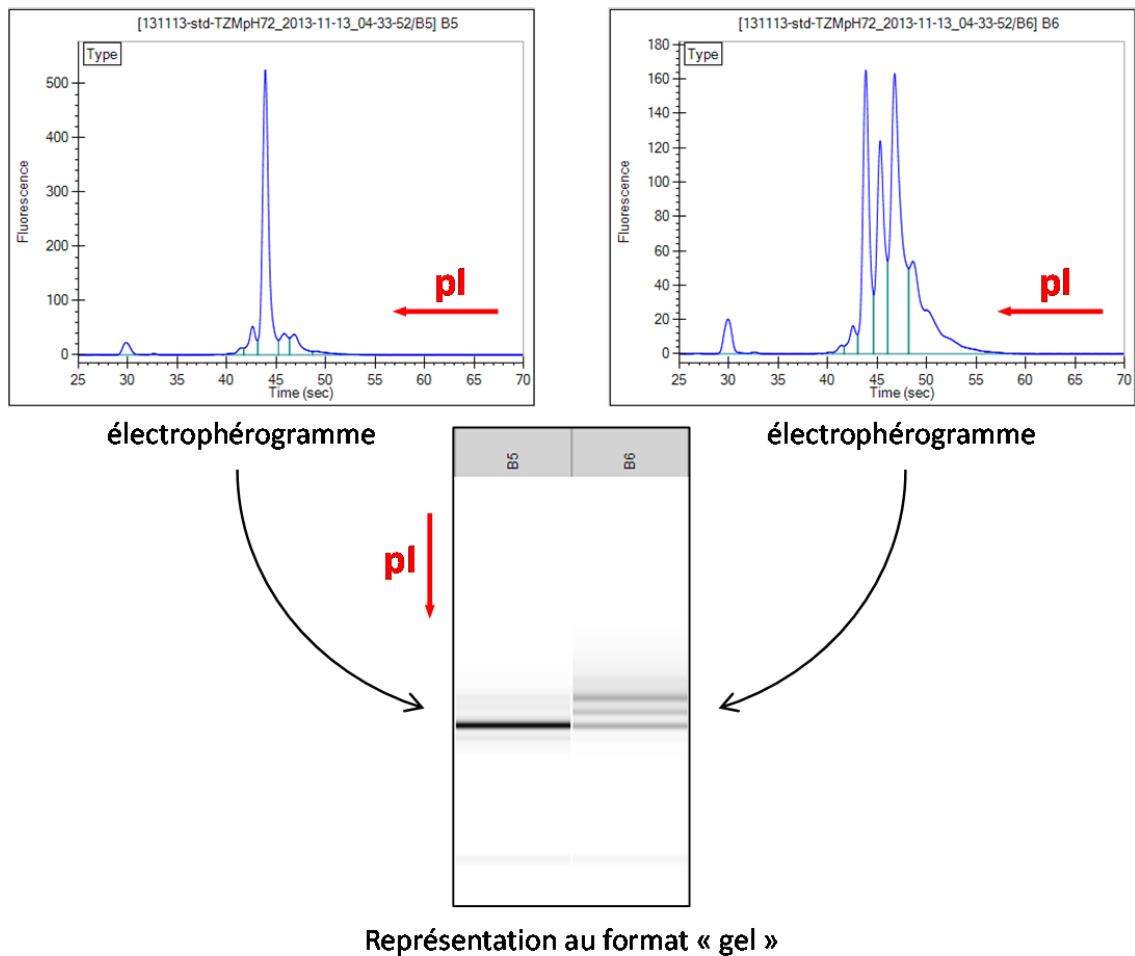 [131113-std-TZMpH72_2013-11-13_04-33-52/B5] B5
Type
500
400
300
200
100
0
Fluorescence
pI
25 30 35 40 45 50 55 60 65 70
Time (sec)
électrophérogramme
[131113-std-TZMpH72_2013-11-13_04-33-52/B6] B6
Type
180
160
140
120
100
80
60
40
20
0
Fluorescence
pI
25 30 35 40 45 50 55 60 65 70
Time (sec)
électrophérogramme
B5 B6
pI
Représentation au format « gel »